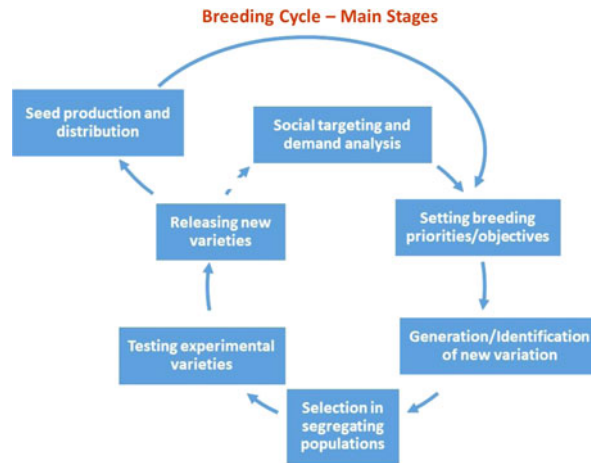 Breeding Cycle – Main Stages
Seed production and
distribution
Social targeting and
demand analysis
Releasing new
varieties
Setting breeding
priorities/objectives
Testing experimental
varieties
Generation/Identification
of new variation
Selection in
segregating
populations